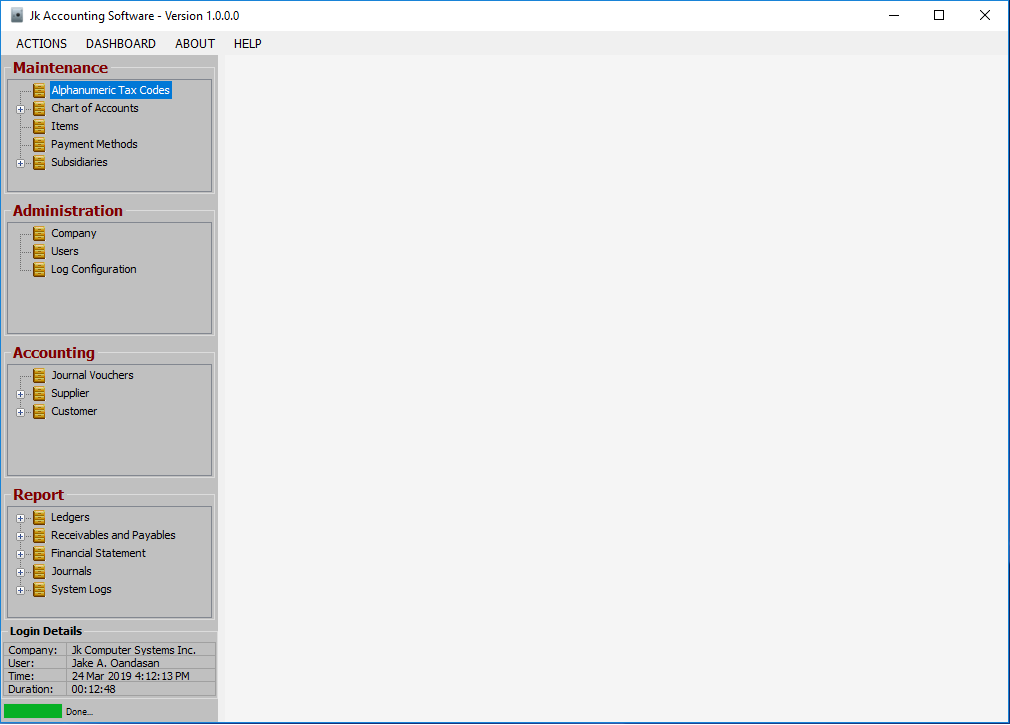 Jk Accounting Software - Version 1.0.0.0
ACTIONS DASHBOARD ABOUT HELP
Maintenance
Alphanumeric Tax Codes
Chart of Accounts
Items
Payment Methods
Subsidiaries
Administration
Company
Users
Log Configuration
Accounting
Journal Vouchers
Supplier
Customer
Report
Ledgers
Receivables and Payables
Financial Statement
Journals
System Logs
Login Details
Company: Jk Computer Systems Inc.
User: Jake A. Oandasan
Time: 24 Mar 2019 4:12:13 PM
Duration: 00:12:48
Done...